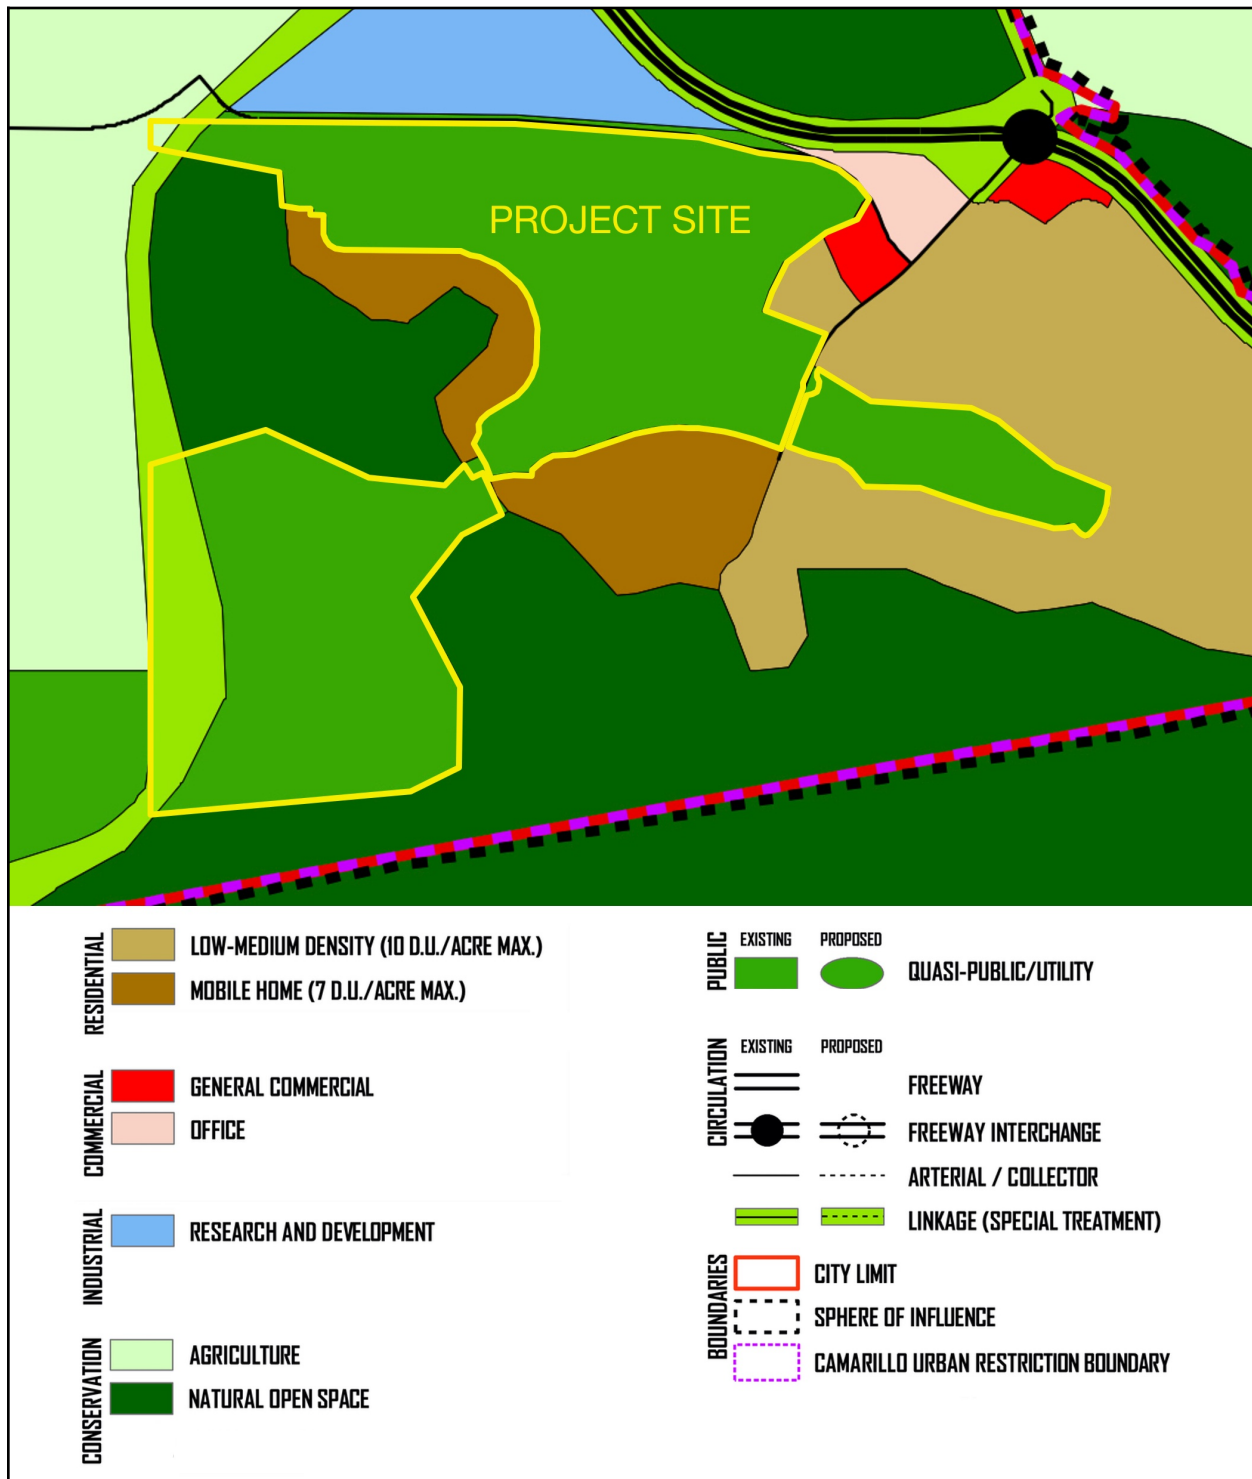 PROJECT SITE
RESIDENTIAL
LOW-MEDIUM DENSITY (10 D.U./ACRE MAX.)
MOBILE HOME (7 D.U./ACRE MAX.)
COMMERCIAL
GENERAL COMMERCIAL
OFFICE
INDUSTRIAL
RESEARCH AND DEVELOPMENT
CONSERVATION
AGRICULTURE
NATURAL OPEN SPACE
PUBLIC
EXISTING PROPOSED
QUASI-PUBLIC/UTILITY
CIRCULATION
EXISTING PROPOSED
FREEWAY
FREEWAY INTERCHANGE
ARTERIAL / COLLECTOR
LINKAGE (SPECIAL TREATMENT)
BOUNDARIES
CITY LIMIT
SPHERE OF INFLUENCE
CAMARILLO URBAN RESTRICTION BOUNDARY